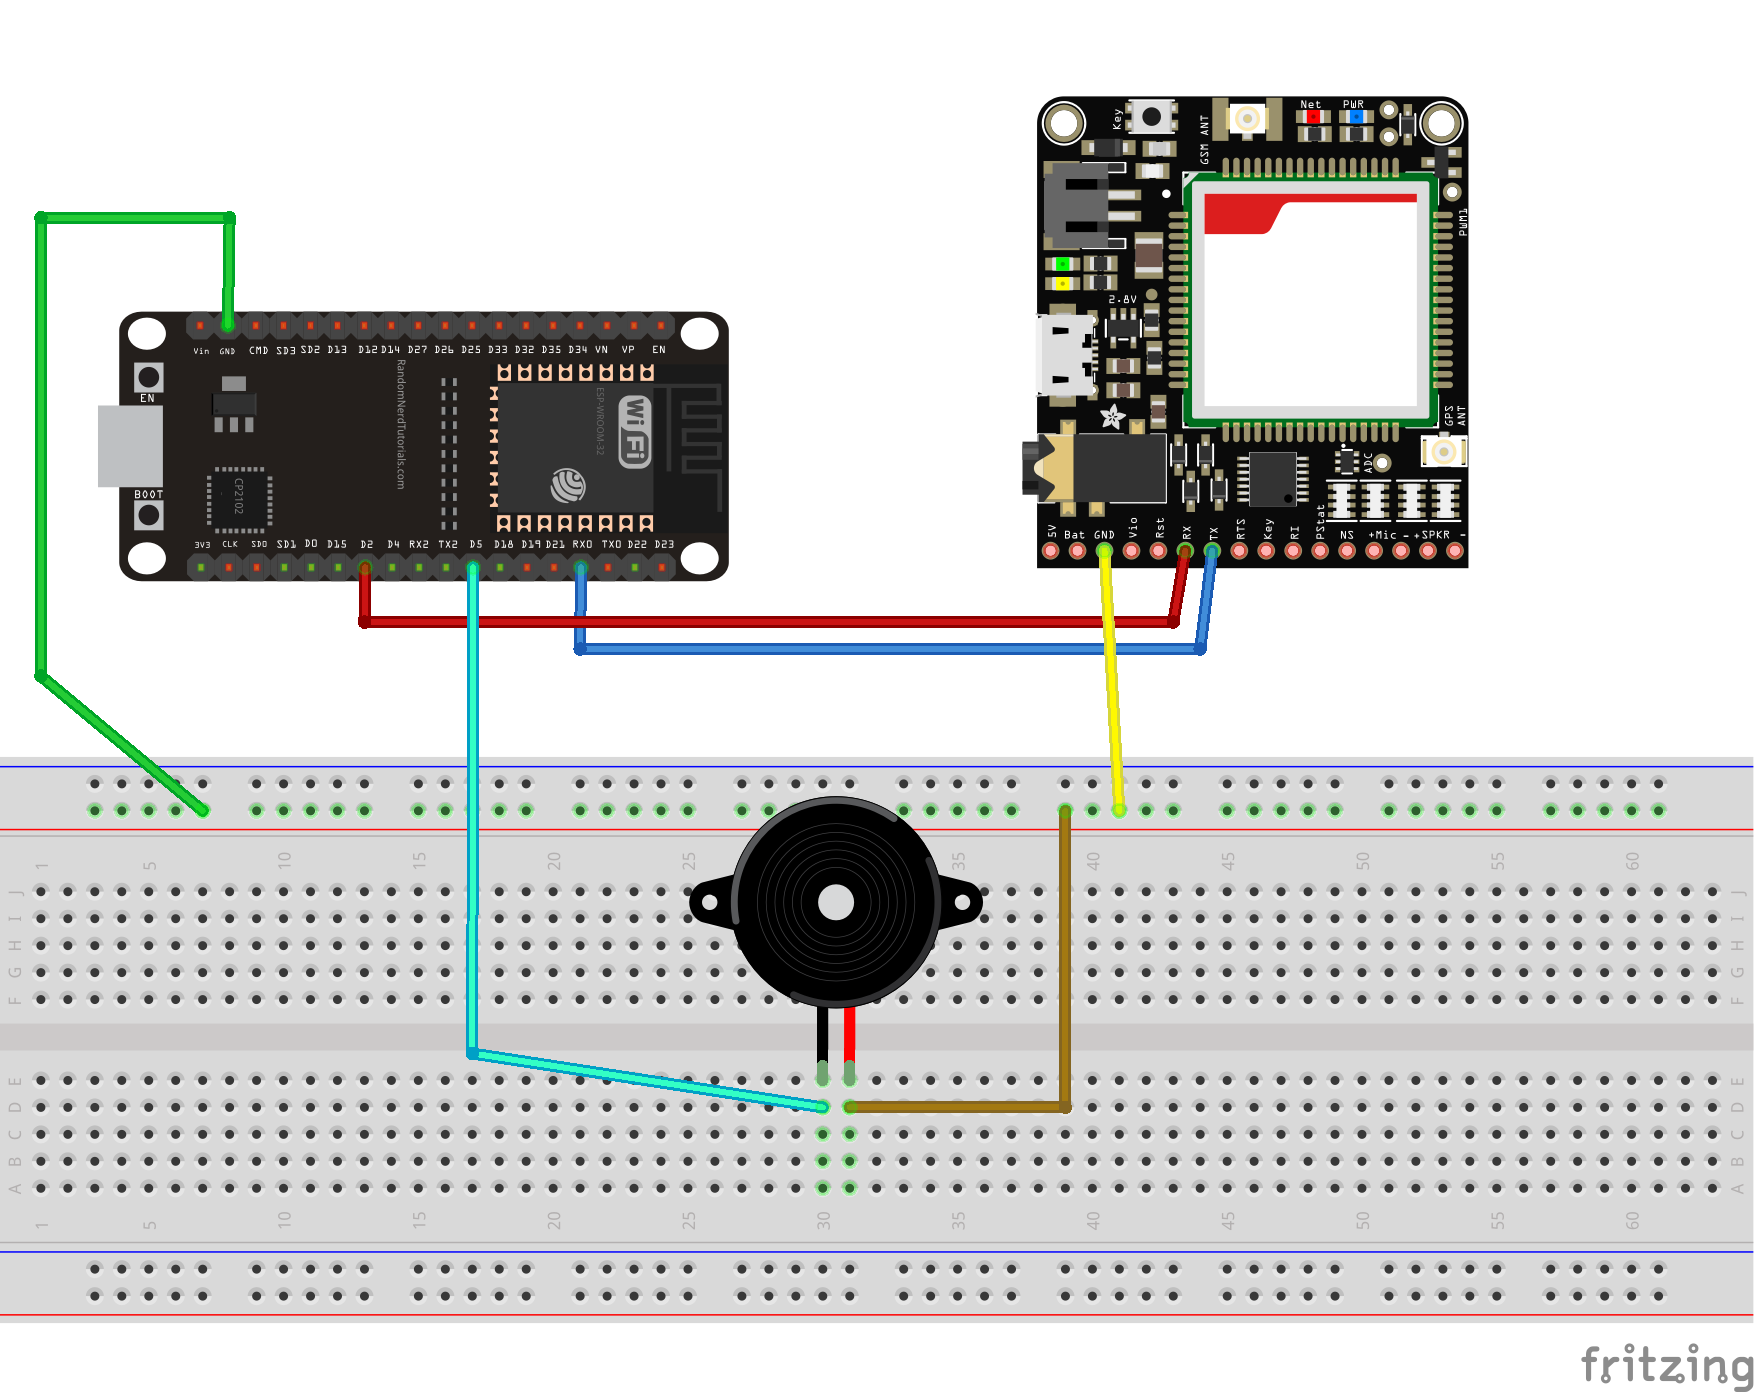 Key
GSM ANT
Net
PWR
PWM1
2.8V
GPS
ANT
ADC
5V Bat GND Vio Rst RX TX RTS Key RI PStat NS +Mic - +SPKR -
Vin GND CMD SD3 SD2 D13 D12 D14 D27 D26 D25 D33 D32 D35 D34 VN VP EN
EN
RandomNerdTutorials.com
ESP-WROOM-32
WiFi
CP2102
BOOT
3V3 CLK SD0 SD1 D0 D15 D2 D4 RX2 TX2 D5 D18 D19 D21 RX0 TX0 D22 D23
1 5 10 15 20 25 35 40 45 50 55 60
J J
I I
H H
G G
F F
E E
D D
C C
B B
A A
1 5 10 15 20 25 30 35 40 45 50 55 60
fritzing